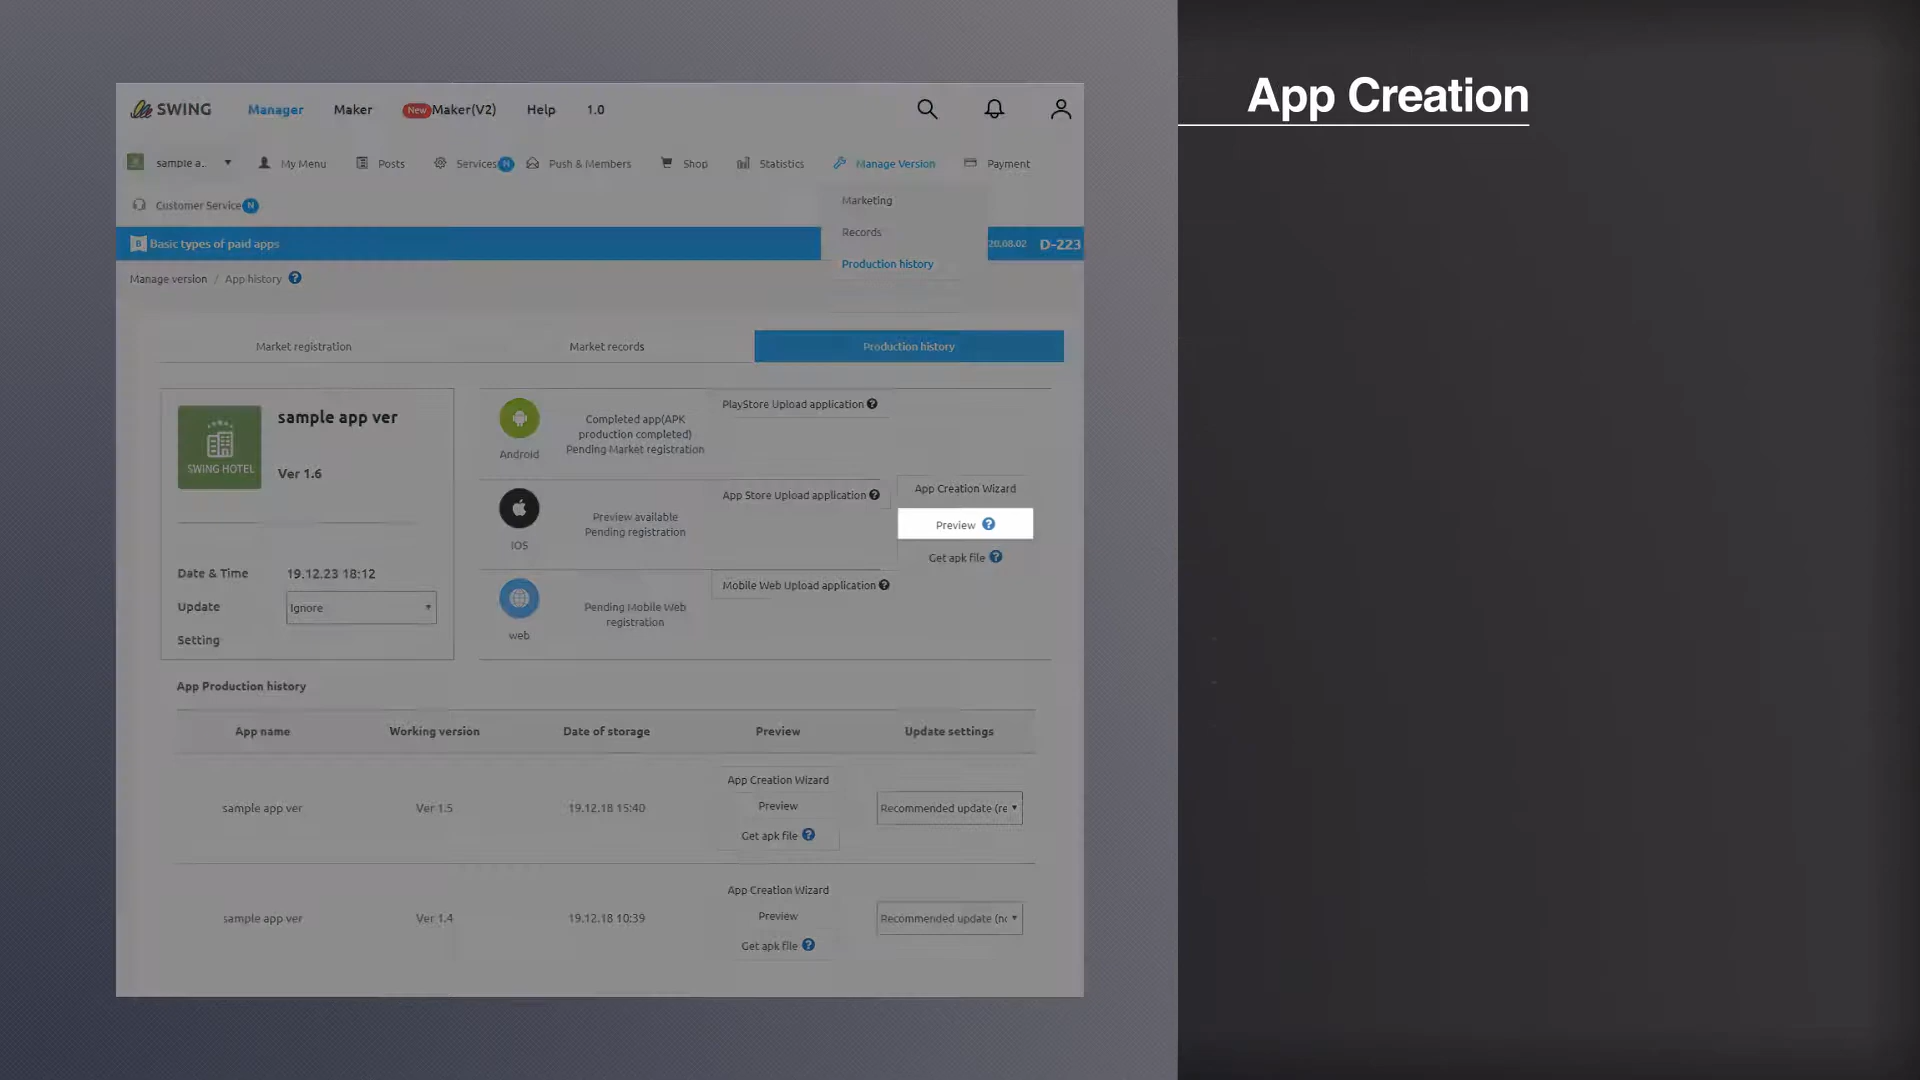 App Creation
SWING Manager Maker New Maker(V2) Help 1.0
sample a.. My Menu Posts Services N Push & Members Shop Statistics Manage Version Payment
Customer Service N
Marketing
Records
Production history
B Basic types of paid apps
20.08.02 D-223
Manage version / App history ?
Market registration Market records Production history
SWING HOTEL
sample app ver
Ver 1.6
Date & Time 19.12.23 18:12
Update Ignore
Setting
Android
Completed app(APK
production completed)
Pending Market registration
PlayStore Upload application ?
IOS
Preview available
Pending registration
App Store Upload application ?
web
Pending Mobile Web
registration
Mobile Web Upload application ?
App Creation Wizard
Preview ?
Get apk file ?
App Production history
App name Working version Date of storage Preview Update settings
sample app ver Ver 1.5 19.12.18 15:40
App Creation Wizard
Preview
Get apk file ?
Recommended update (re
sample app ver Ver 1.4 19.12.18 10:39
App Creation Wizard
Preview
Get apk file ?
Recommended update (nc